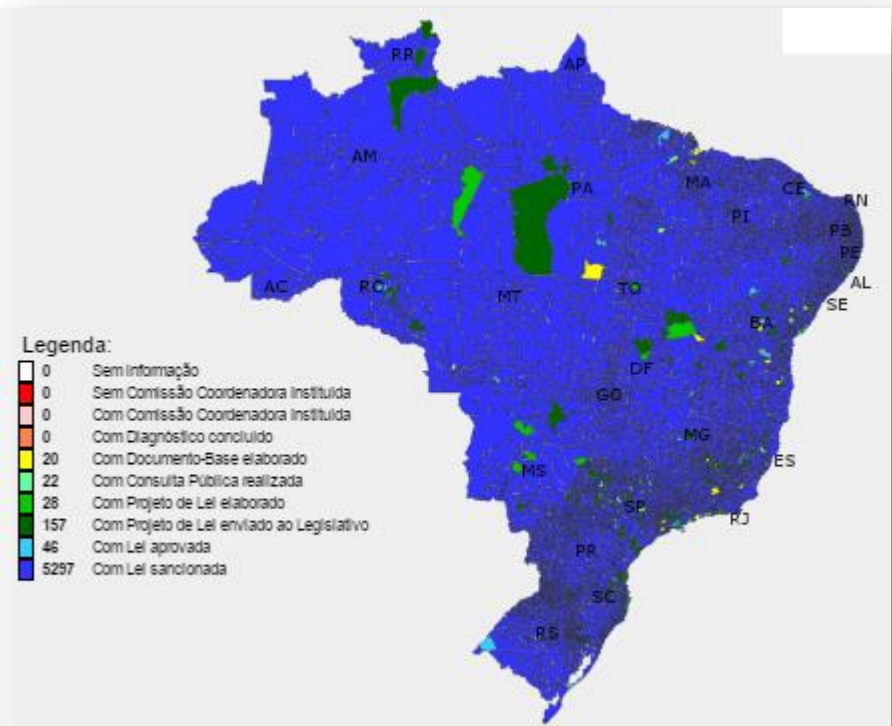 RR
AP
AM
PA
MA
CE
RN
PI
PB
PE
AC
RO
MT
TO
AL
SE
BA
Legenda:
0 Sem Informação
0 Sem Comissão Coordenadora Instituída
0 Com Comissão Coordenadora Instituída
0 Com Diagnóstico concluído
20 Com Documento-Base elaborado
22 Com Consulta Pública realizada
28 Com Projeto de Lei elaborado
157 Com Projeto de Lei enviado ao Legislativo
46 Com Lei aprovada
5297 Com Lei sancionada
DF
GO
MG
ES
MS
SP
RJ
PR
SC
RS